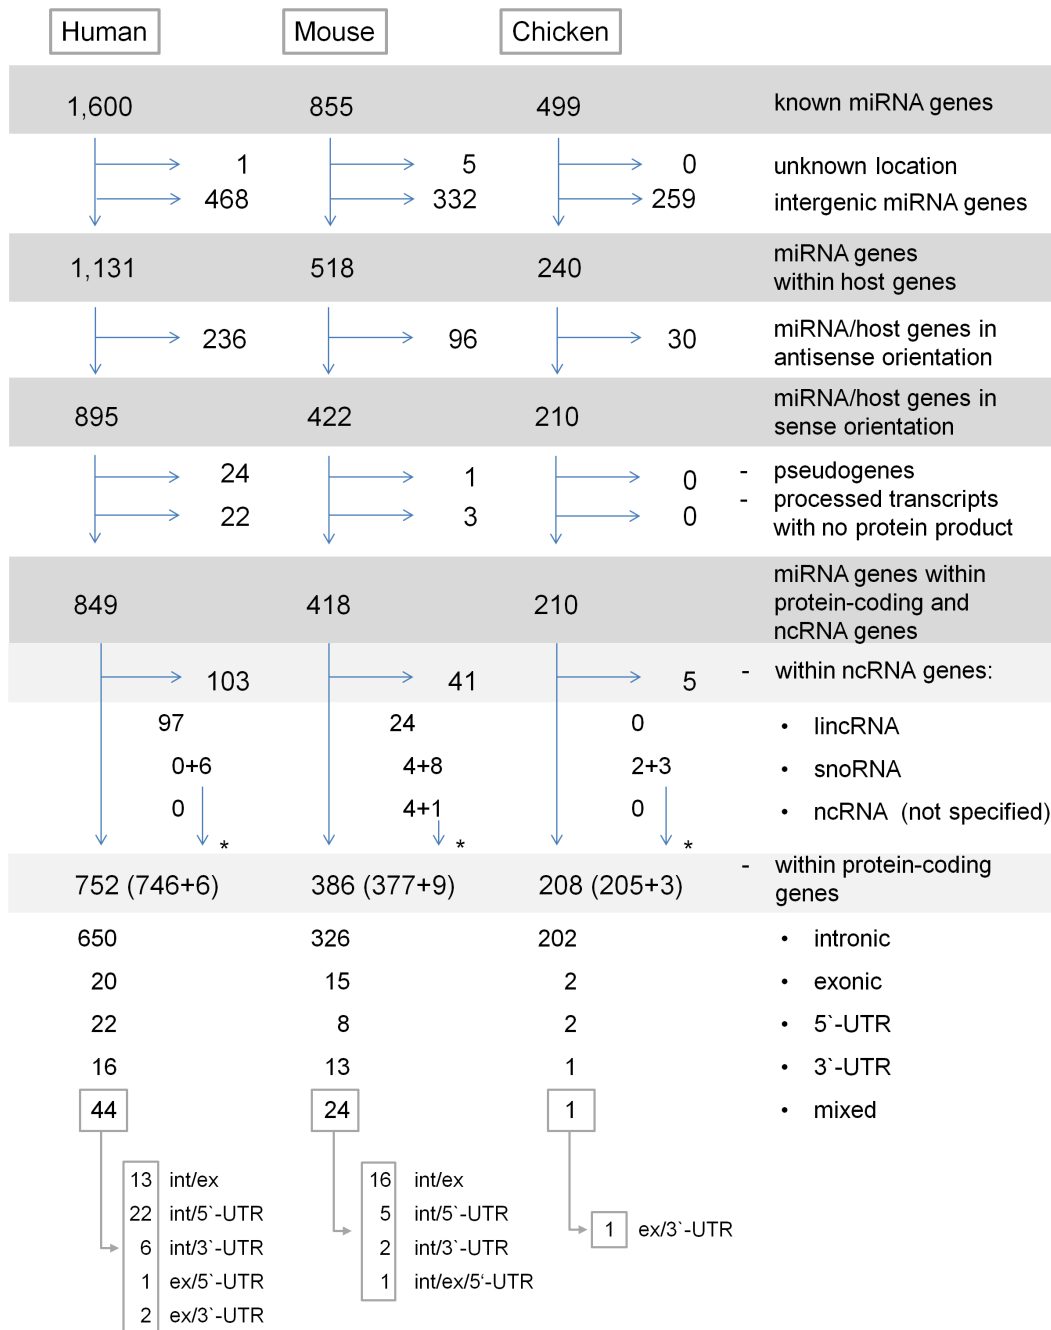 Human Mouse Chicken
1,600 855 499 known miRNA genes
1 5 0 unknown location
468 332 259 intergenic miRNA genes
miRNA genes
1,131 518 240 within host genes
236 96 30 miRNA/host genes in
antisense orientation
miRNA/host genes in
895 422 210 sense orientation
24 1 0 - pseudogenes
22 3 0 - processed transcripts
with no protein product
miRNA genes within
849 418 210 protein-coding and
ncRNA genes
103 41 5 - within ncRNA genes:
97 24 0 • lincRNA
0+6 4+8 2+3 • snoRNA
0 4+1 0 • ncRNA (not specified)
* * *
752 (746+6) 386 (377+9) 208 (205+3) - within protein-coding
genes
650 326 202 • intronic
20 15 2 • exonic
22 8 2 • 5`-UTR
16 13 1 • 3`-UTR
44 24 1 • mixed
13 int/ex 16 int/ex
22 int/5`-UTR 5 int/5`-UTR
1 ex/3`-UTR
6 int/3`-UTR 2 int/3`-UTR
1 ex/5`-UTR 1 int/ex/5‘-UTR
2 ex/3`-UTR